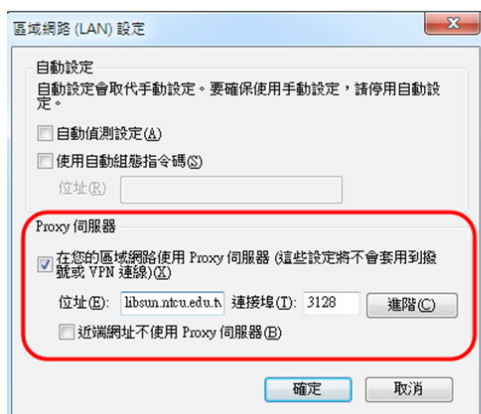 區域網路 (LAN) 設定
自動設定
自動設定會取代手動設定。要確保使用手動設定，請停用自動設
定。
自動偵測設定(A)
使用自動組態指令碼(S)
位址(R)
Proxy 伺服器
在您的區域網路使用 Proxy 伺服器 (這些設定將不會套用到撥
號或 VPN 連線)(X)
位址(E): libsun.ntcu.edu.tw 連接埠(T): 3128 進階(C)
近端網址不使用 Proxy 伺服器(B)
確定 取消